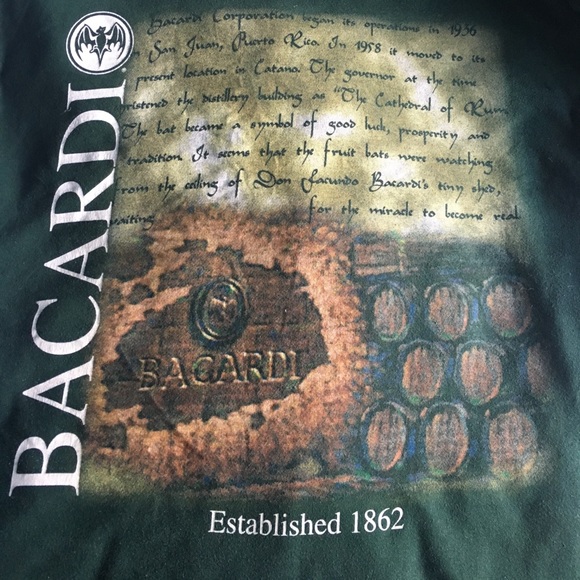 BACARDI
Bacardi Corporation began its operations in 1936
in San Juan, Puerto Rico. In 1958 it moved to its
present location in Catano. The governor at the time
ristened the distillery building as "The Cathedral of Rum
The bat became a symbol of good luck, prosperity and
tradition. It seems that the fruit bats were watching
from the ceiling of Don Facundo Bacardi's tiny shed,
waiting for the miracle to become real
BACARDI
Established 1862